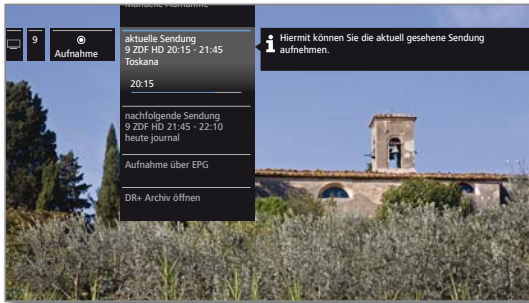 Manuelle Aufnahme
9
Aufnahme
aktuelle Sendung
9 ZDF HD 20:15 - 21:45
Toskana
20:15
nachfolgende Sendung
9 ZDF HD 21:45 - 22:10
heute journal
Aufnahme über EPG
DR+ Archiv öffnen
i Hiermit können Sie die aktuell gesehene Sendung
aufnehmen.